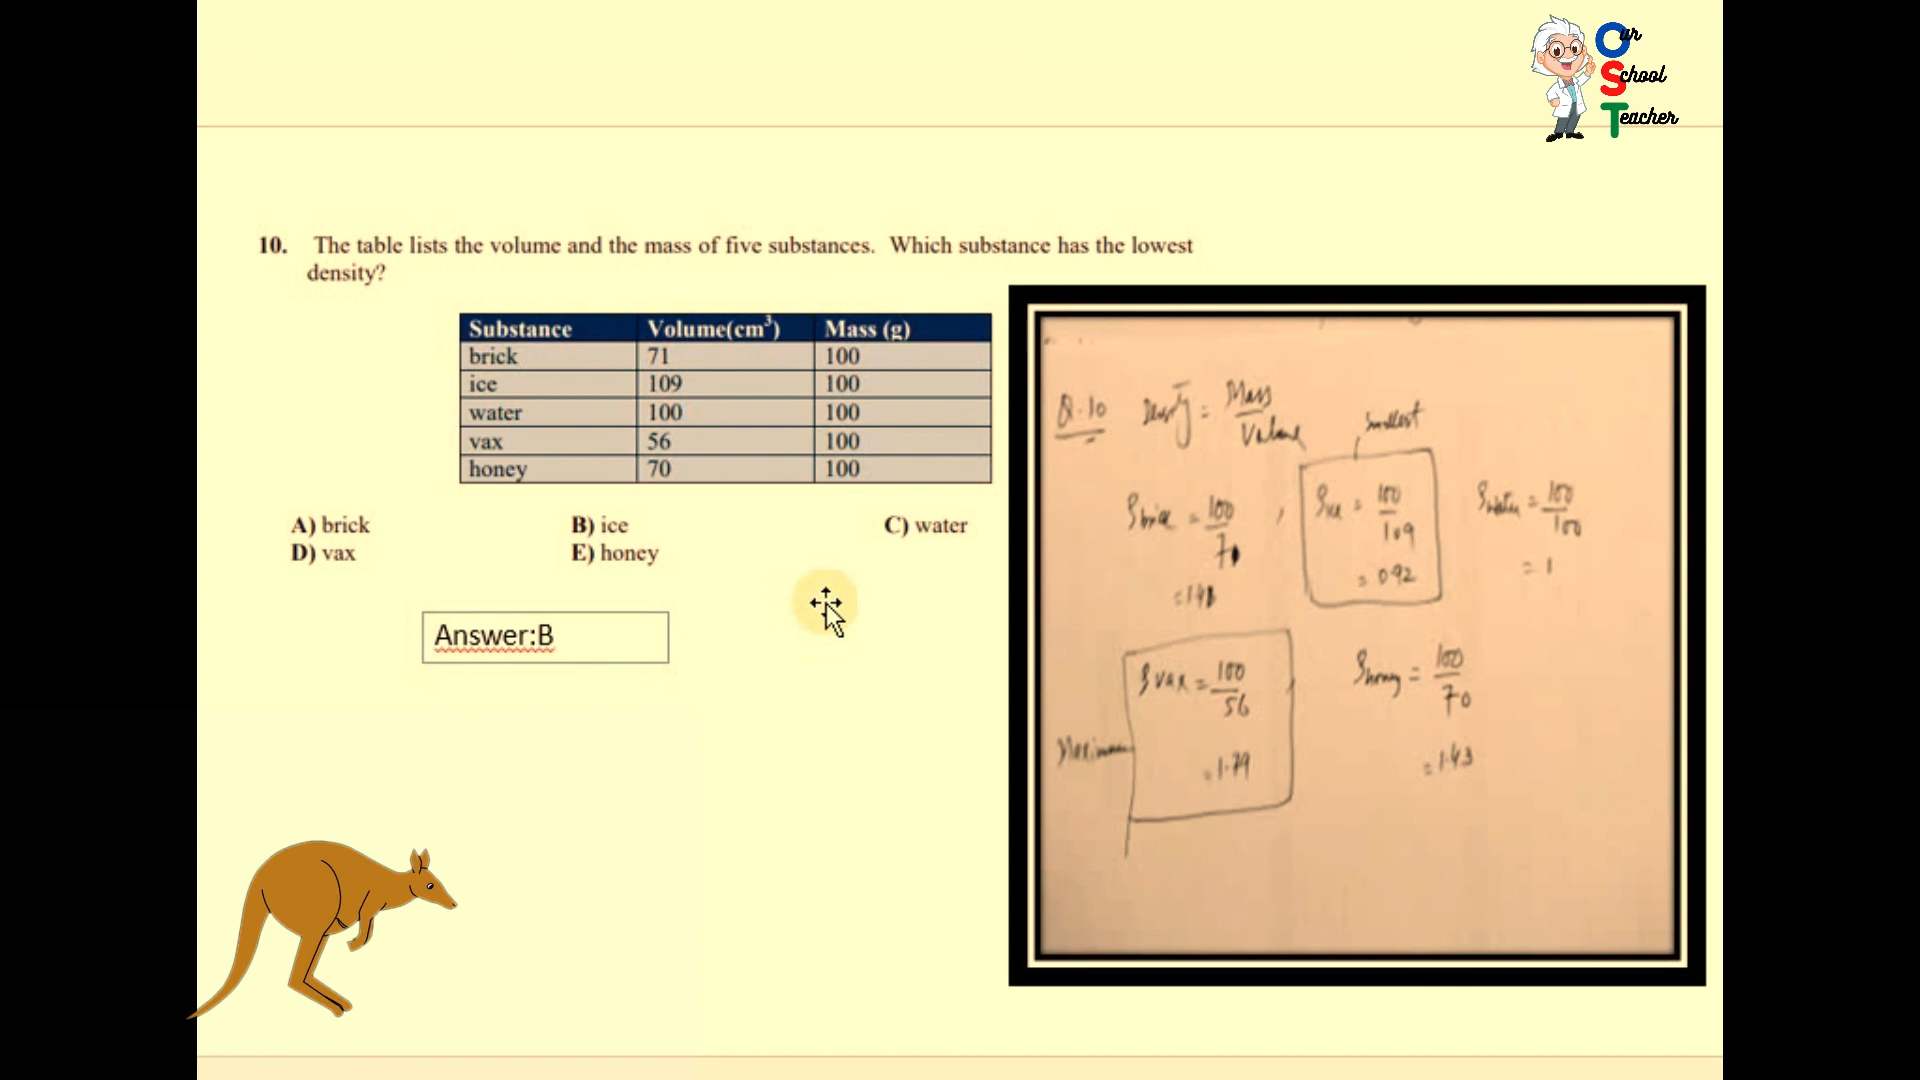 Our
School
Teacher
10. The table lists the volume and the mass of five substances. Which substance has the lowest
density?
Substance Volume(cm³) Mass (g)
brick 71 100
ice 109 100
water 100 100
vax 56 100
honey 70 100
A) brick B) ice C) water
D) vax E) honey
Answer:B
Q.10 Density = Mass / Volume
Smallest
ρbrick = 100 / , ρice = 100 / 109 ρwater = 100 / 100
= 0.92 = 1
ρvax = 100 / 56 ρhoney = 100 / 70
Maximum
= 1.79 = 1.43